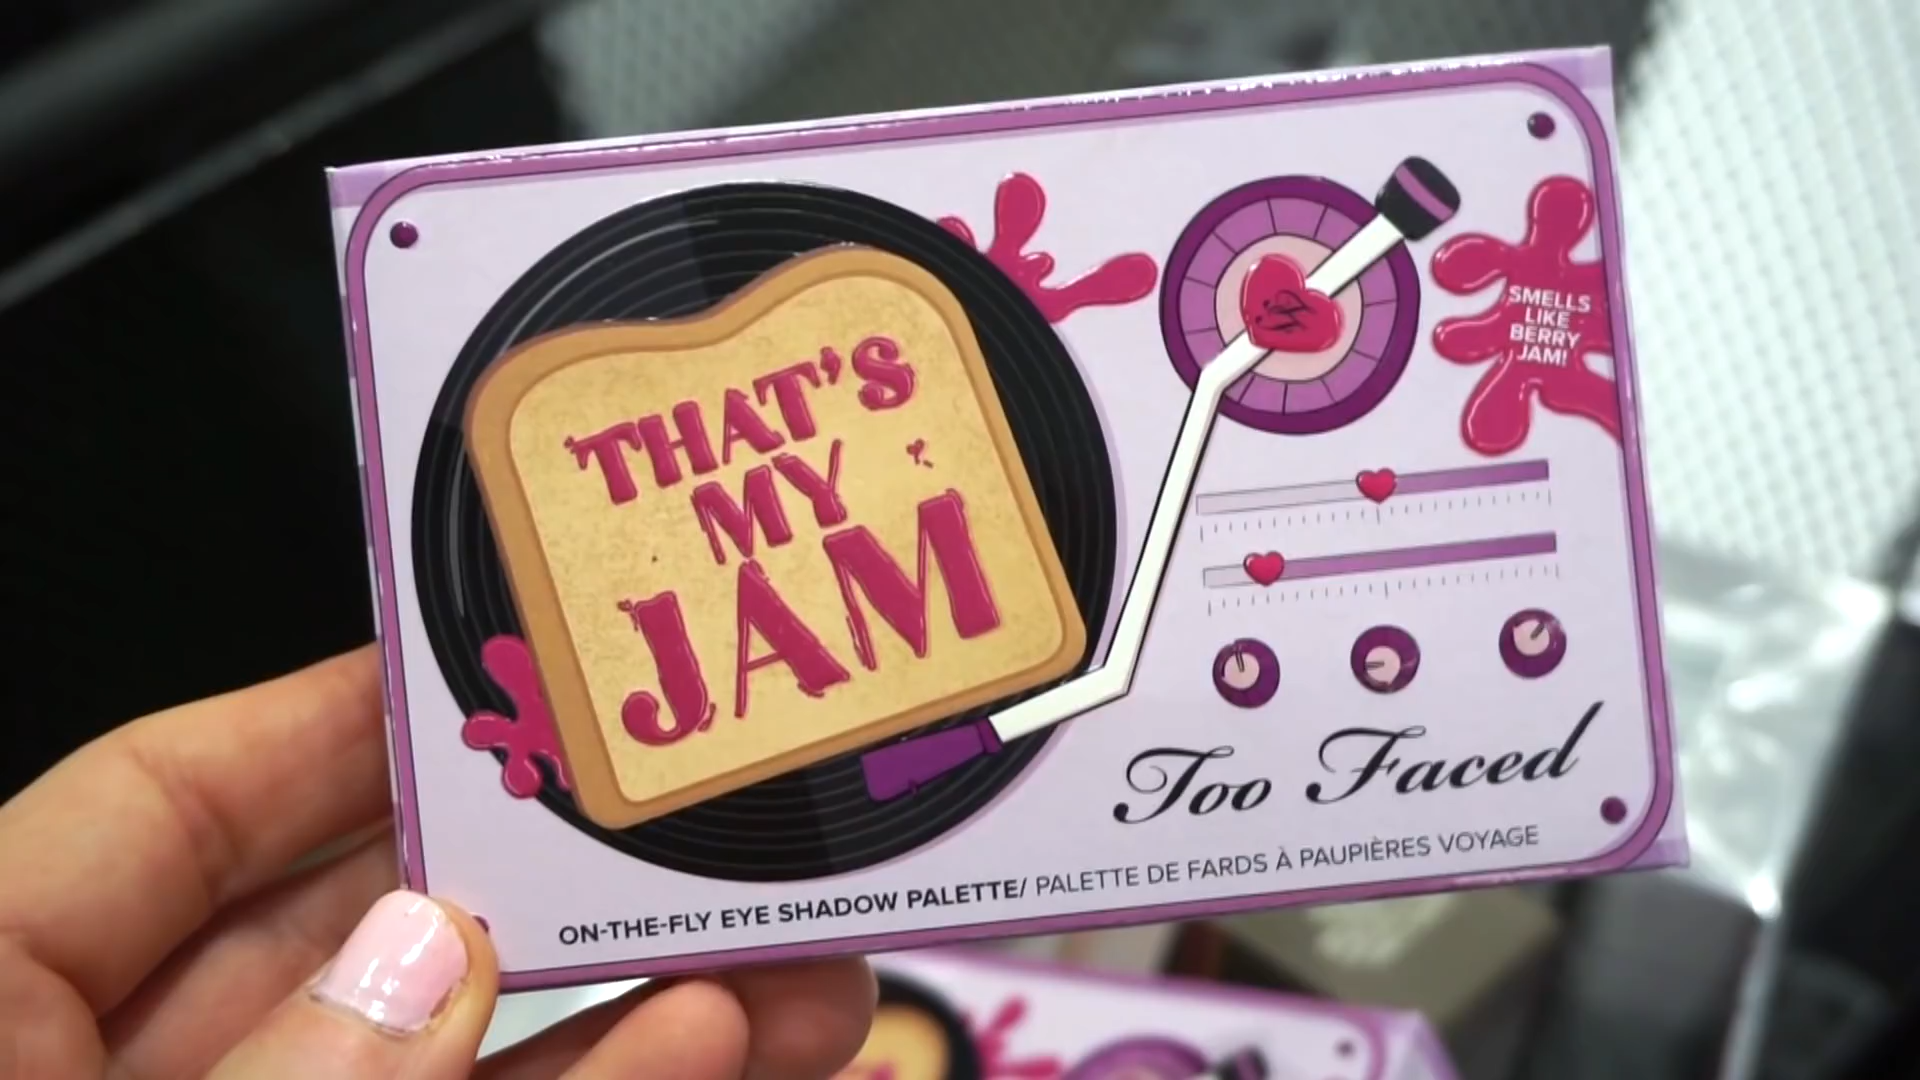 THAT'S
MY
JAM
SMELLS
LIKE
BERRY
JAM!
Too Faced
ON-THE-FLY EYE SHADOW PALETTE/ PALETTE DE FARDS À PAUPIÈRES VOYAGE